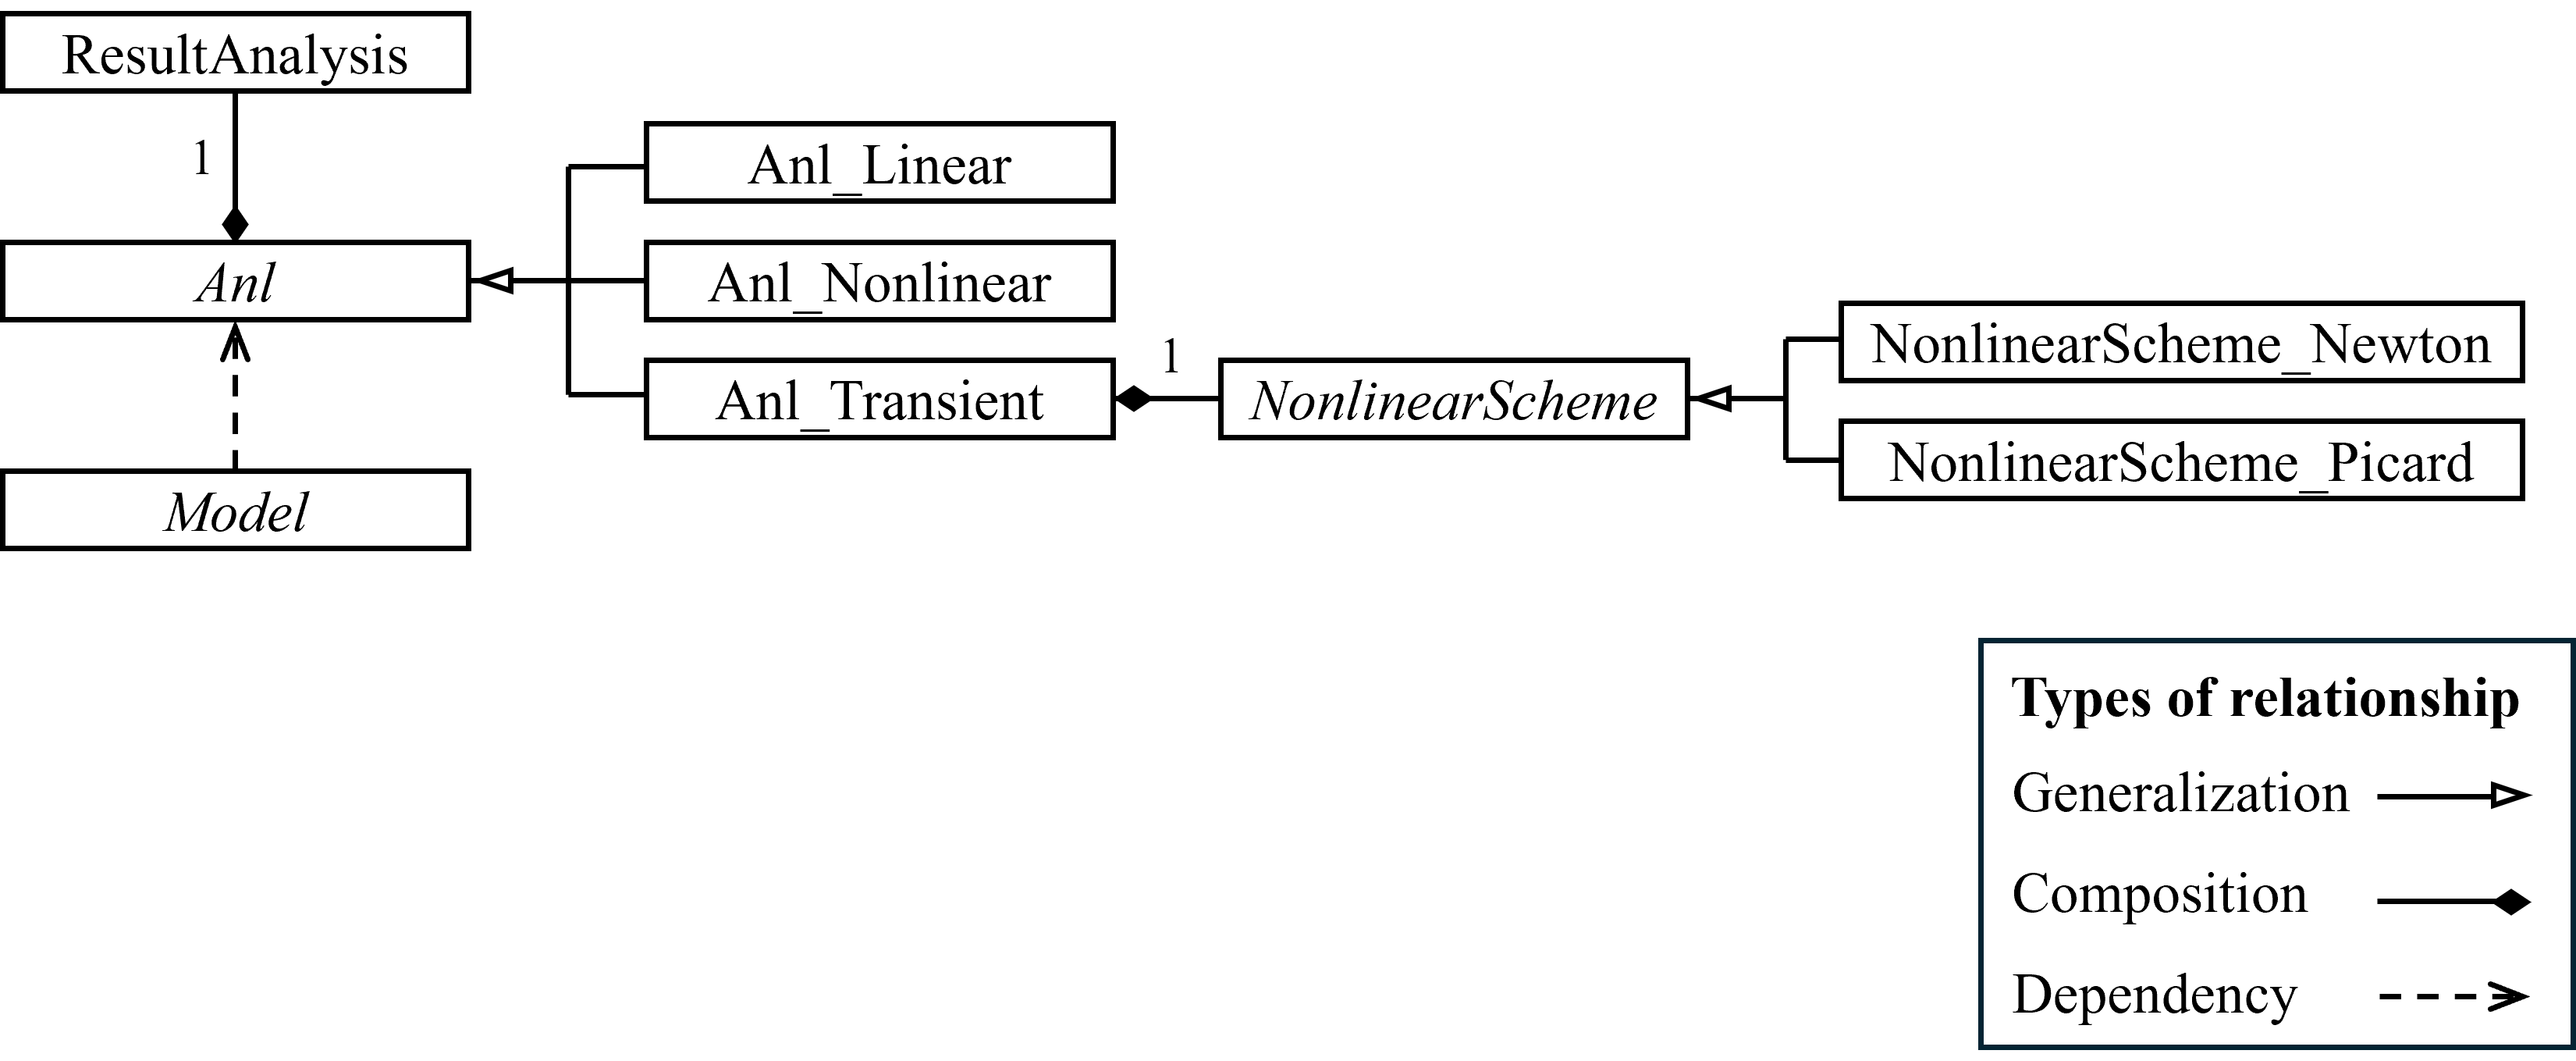 ResultAnalysis
1
Anl_Linear
Anl
Anl_Nonlinear
Anl_Transient
1
NonlinearScheme
NonlinearScheme_Newton
NonlinearScheme_Picard
Model
Types of relationship
Generalization
Composition
Dependency